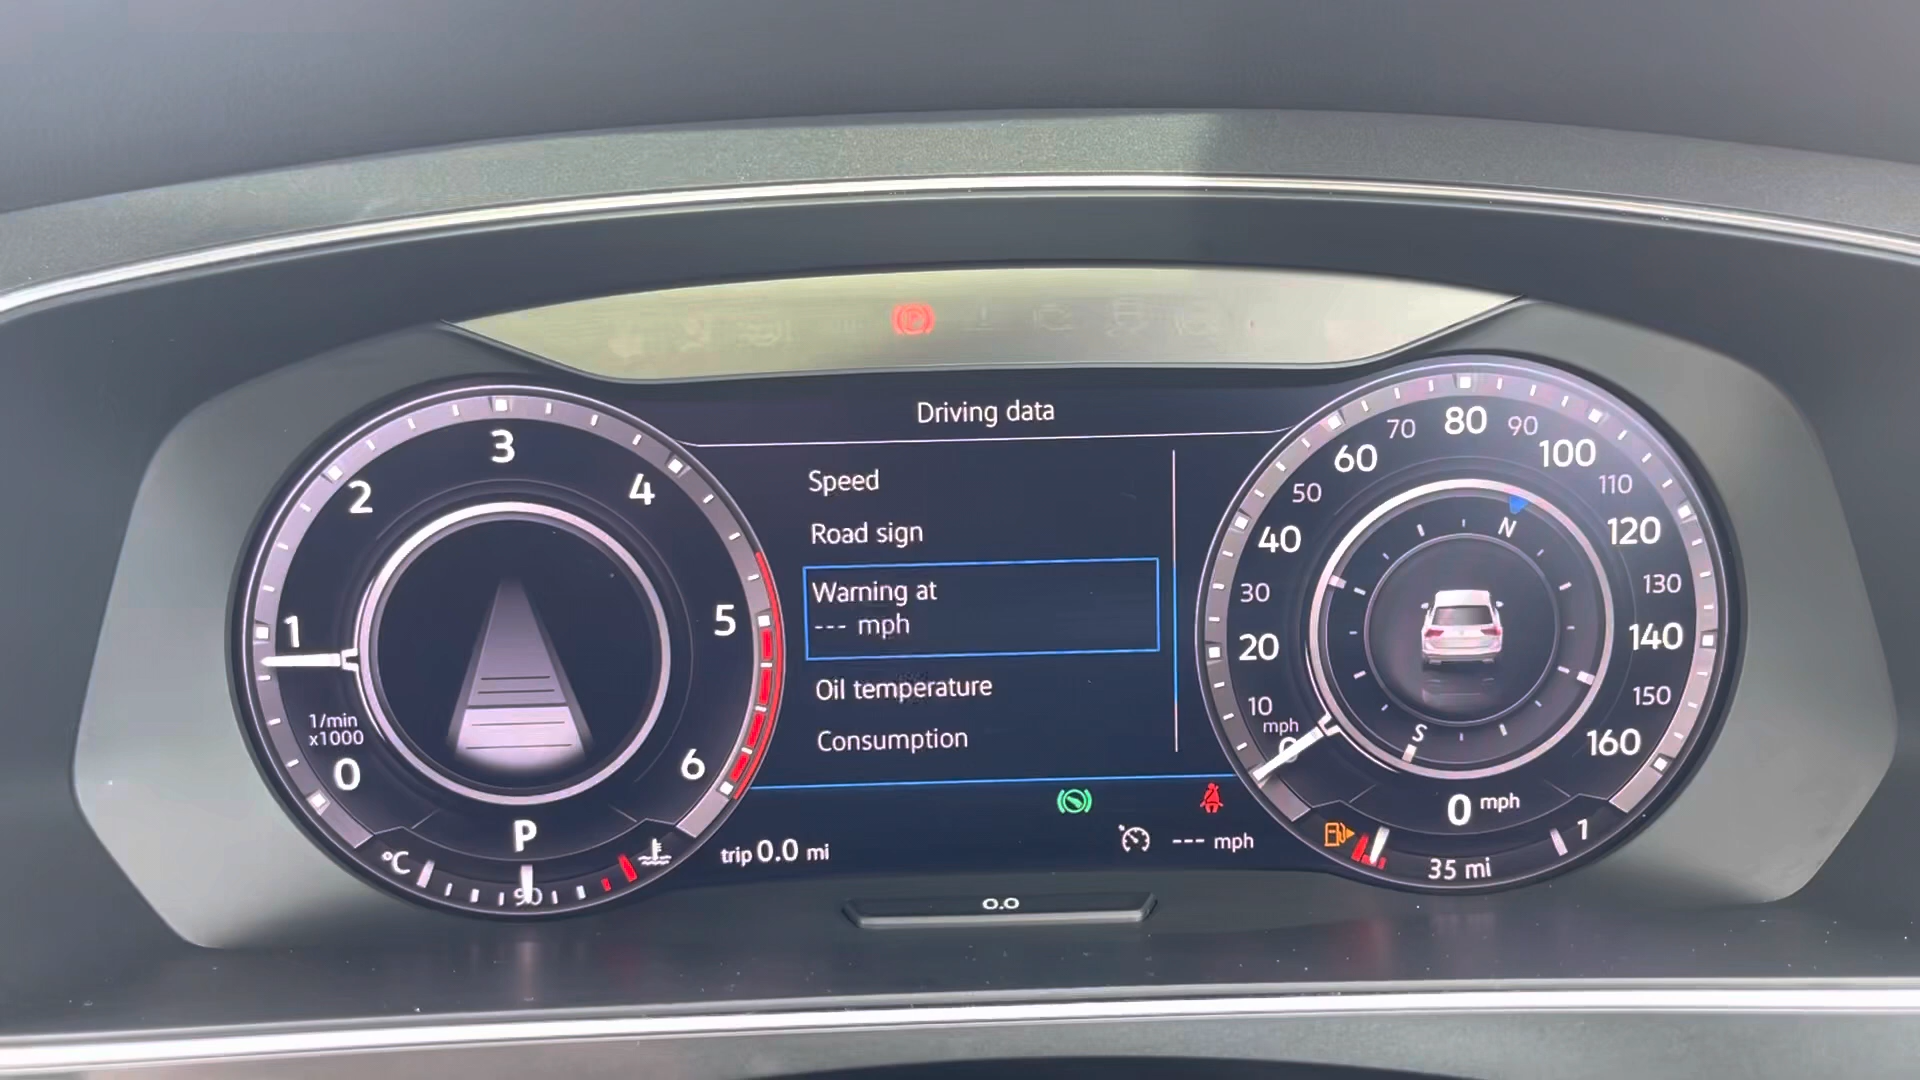 Driving data
Speed
Road sign
Warning at
--- mph
Oil temperature
Consumption
0
1
2
3
4
5
6
1/min
x1000
P
°C
90
trip 0.0 mi
--- mph
0.0
0
10
20
30
40
50
60
70
80
90
100
110
120
130
140
150
160
mph
N
S
0 mph
35 mi
1